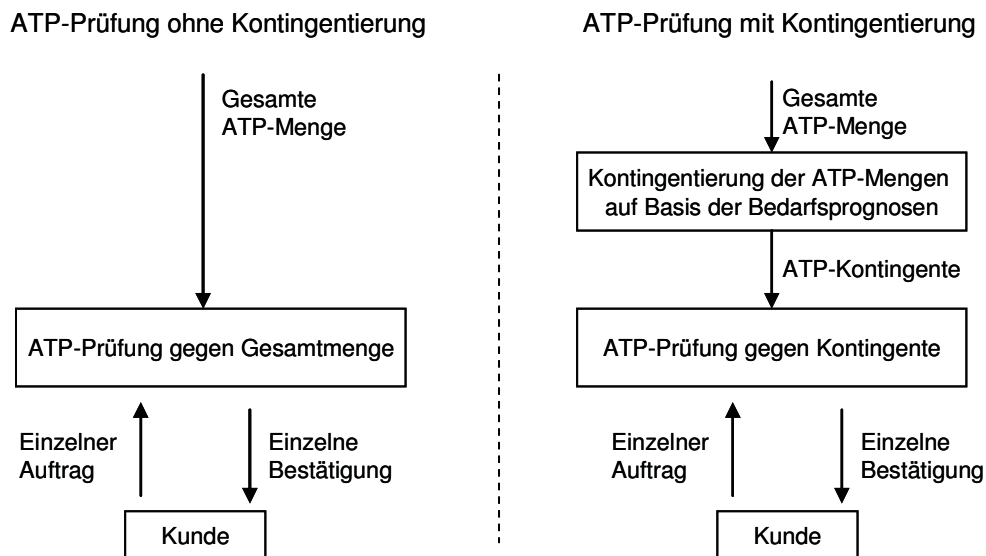 ATP-Prüfung ohne Kontingentierung
Gesamte
ATP-Menge
ATP-Prüfung gegen Gesamtmenge
Einzelner
Auftrag
Einzelne
Bestätigung
Kunde
ATP-Prüfung mit Kontingentierung
Gesamte
ATP-Menge
Kontingentierung der ATP-Mengen
auf Basis der Bedarfsprognosen
ATP-Kontingente
ATP-Prüfung gegen Kontingente
Einzelner
Auftrag
Einzelne
Bestätigung
Kunde